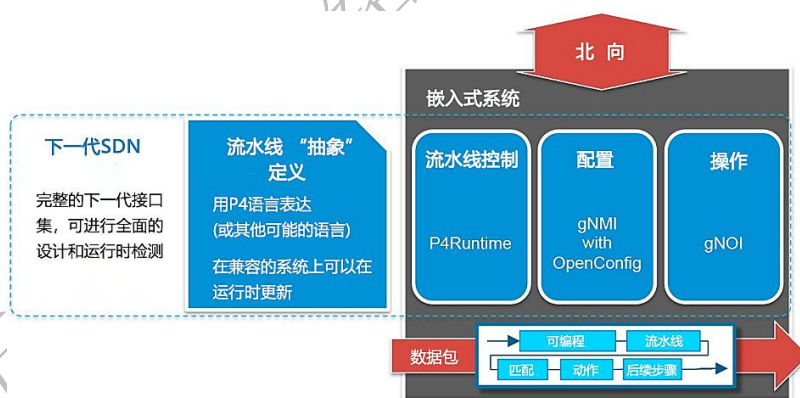 北 向
嵌入式系统
下一代SDN
完整的下一代接口
集，可进行全面的
设计和运行时检测
流水线 “抽象”
定义
用P4语言表达
(或其他可能的语言)
在兼容的系统上可以在
运行时更新
流水线控制
P4Runtime
配置
gNMI
with
OpenConfig
操作
gNOI
数据包
可编程
流水线
匹配
动作
后续步骤